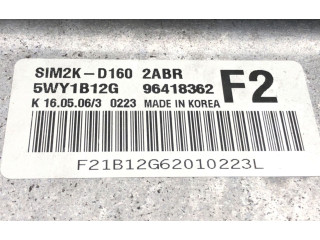 SIM2K-D160 2ABR
5WY1B12G 96418362 F2
K 16.05.06/3 0223 MADE IN KOREA
F21B12G62010223L